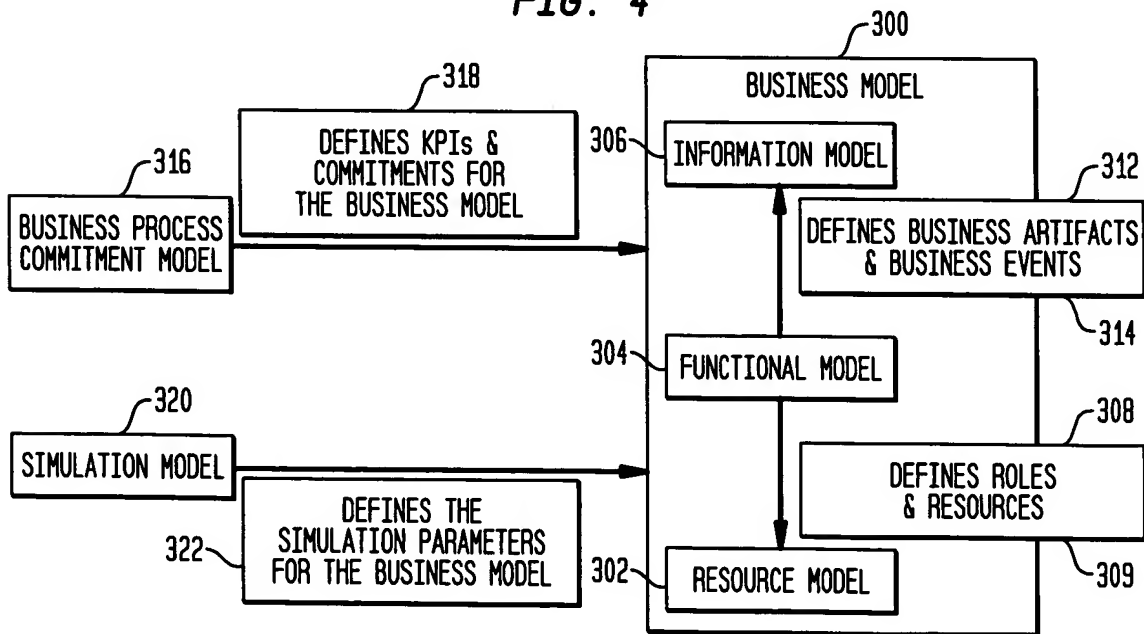 FIG. 4
300
BUSINESS MODEL
318
DEFINES KPIs &
COMMITMENTS FOR
THE BUSINESS MODEL
306
INFORMATION MODEL
316
BUSINESS PROCESS
COMMITMENT MODEL
312
DEFINES BUSINESS ARTIFACTS
& BUSINESS EVENTS
314
304
FUNCTIONAL MODEL
320
SIMULATION MODEL
308
DEFINES ROLES
& RESOURCES
309
322
DEFINES THE
SIMULATION PARAMETERS
FOR THE BUSINESS MODEL
302
RESOURCE MODEL